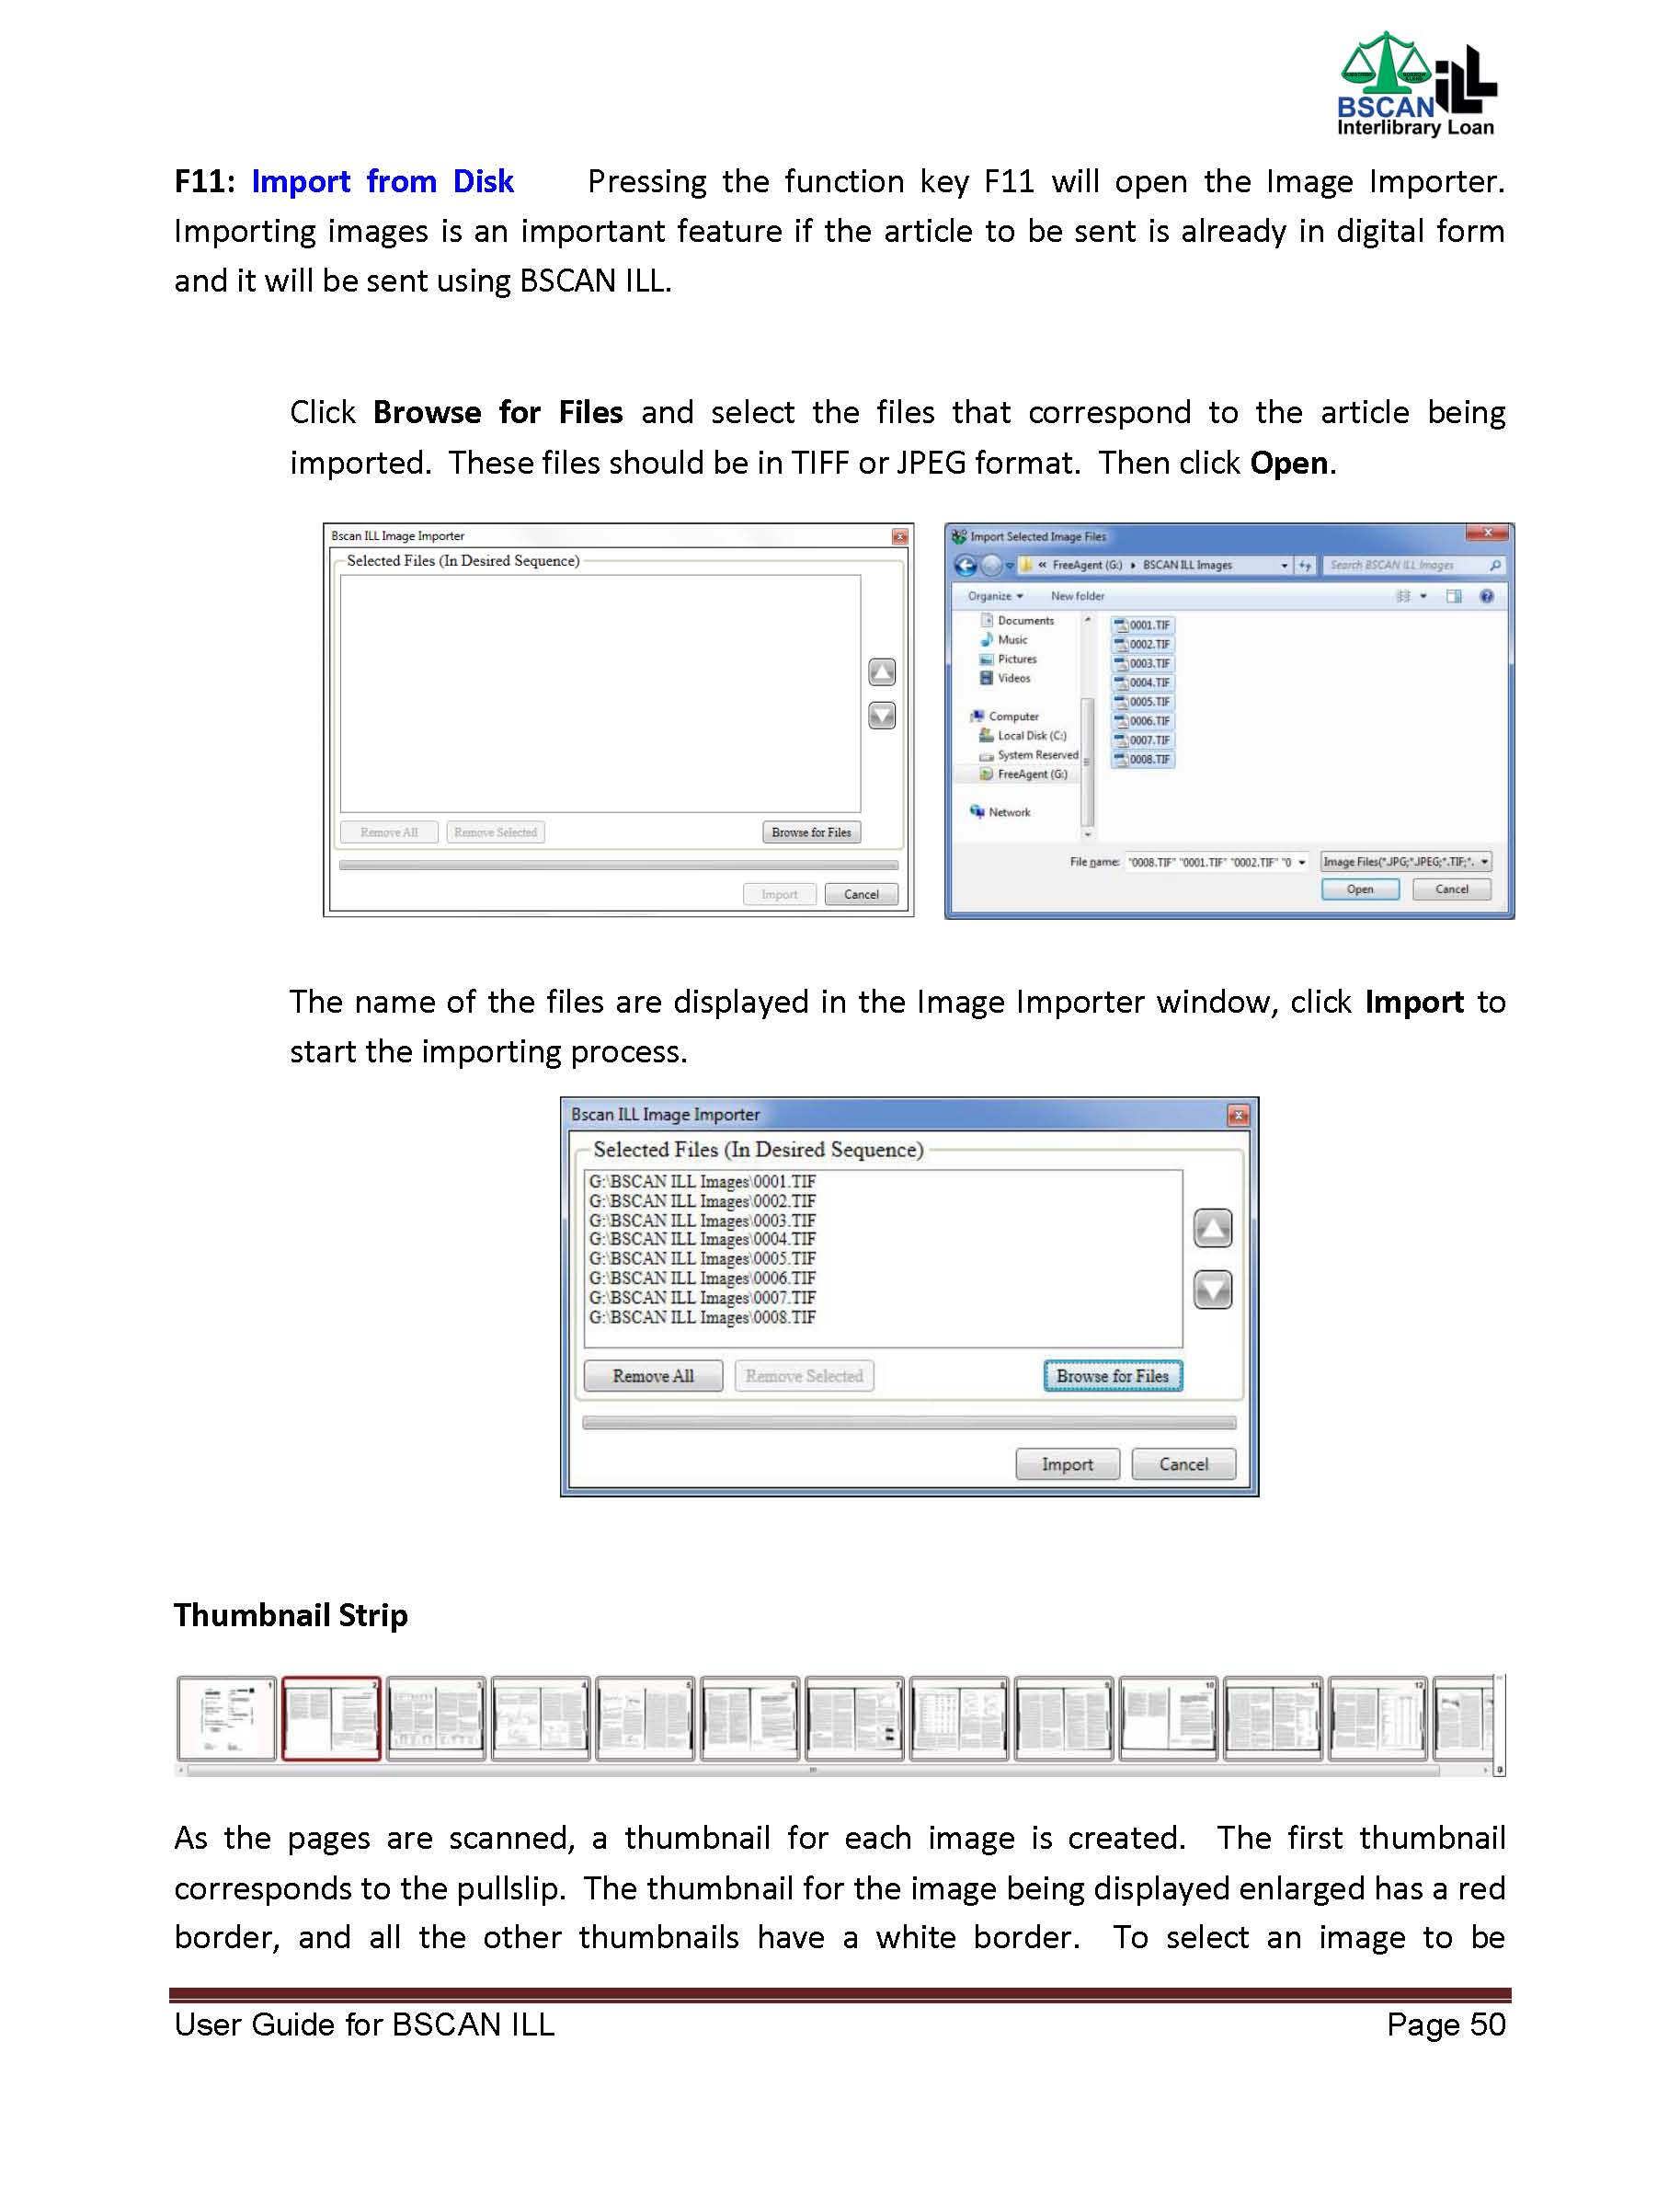 BSCAN ILL
Interlibrary Loan
F11: Import from Disk Pressing the function key F11 will open the Image Importer.
Importing images is an important feature if the article to be sent is already in digital form
and it will be sent using BSCAN ILL.
Click Browse for Files and select the files that correspond to the article being
imported. These files should be in TIFF or JPEG format. Then click Open.
Bscan ILL Image Importer
Selected Files (In Desired Sequence)
Remove All Remove Selected Browse for Files
Import Cancel
Import Selected Image Files
« FreeAgent (G:) BSCAN ILL Images Search BSCAN ILL Images
Organize New folder
Documents
Music
Pictures
Videos
Computer
Local Disk (C:)
System Reserved
FreeAgent (G:)
Network
0001.TIF
0002.TIF
0003.TIF
0004.TIF
0005.TIF
0006.TIF
0007.TIF
0008.TIF
File name: "0008.TIF" "0001.TIF" "0002.TIF" "0 Image Files(*.JPG;*.JPEG;*.TIF;*.
Open Cancel
The name of the files are displayed in the Image Importer window, click Import to
start the importing process.
Bscan ILL Image Importer
Selected Files (In Desired Sequence)
G:\BSCAN ILL Images\0001.TIF
G:\BSCAN ILL Images\0002.TIF
G:\BSCAN ILL Images\0003.TIF
G:\BSCAN ILL Images\0004.TIF
G:\BSCAN ILL Images\0005.TIF
G:\BSCAN ILL Images\0006.TIF
G:\BSCAN ILL Images\0007.TIF
G:\BSCAN ILL Images\0008.TIF
Remove All Remove Selected Browse for Files
Import Cancel
Thumbnail Strip
1 2 3 4 5 6 7 8 9 10 11 12
As the pages are scanned, a thumbnail for each image is created. The first thumbnail
corresponds to the pullslip. The thumbnail for the image being displayed enlarged has a red
border, and all the other thumbnails have a white border. To select an image to be
User Guide for BSCAN ILL Page 50